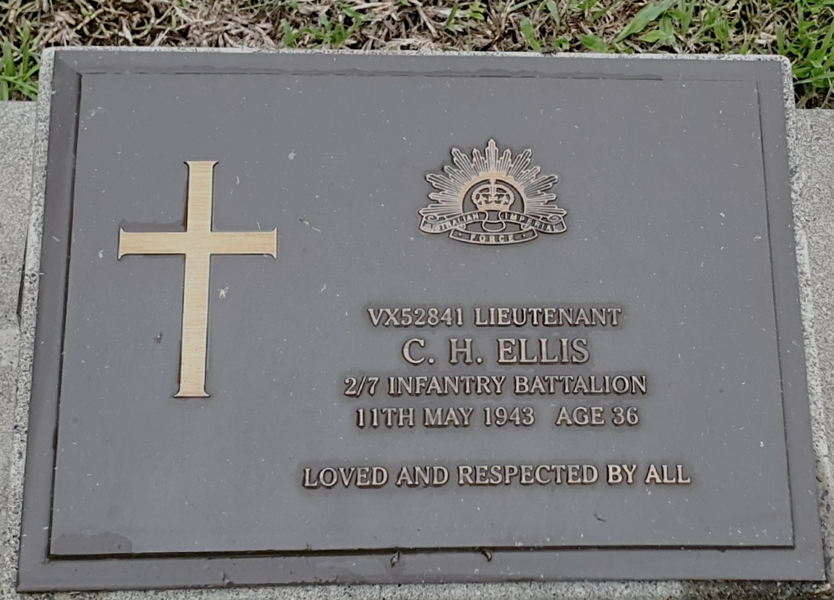 AUSTRALIAN IMPERIAL
FORCE
VX52841 LIEUTENANT
C. H. ELLIS
2/7 INFANTRY BATTALION
11TH MAY 1943 AGE 36
LOVED AND RESPECTED BY ALL